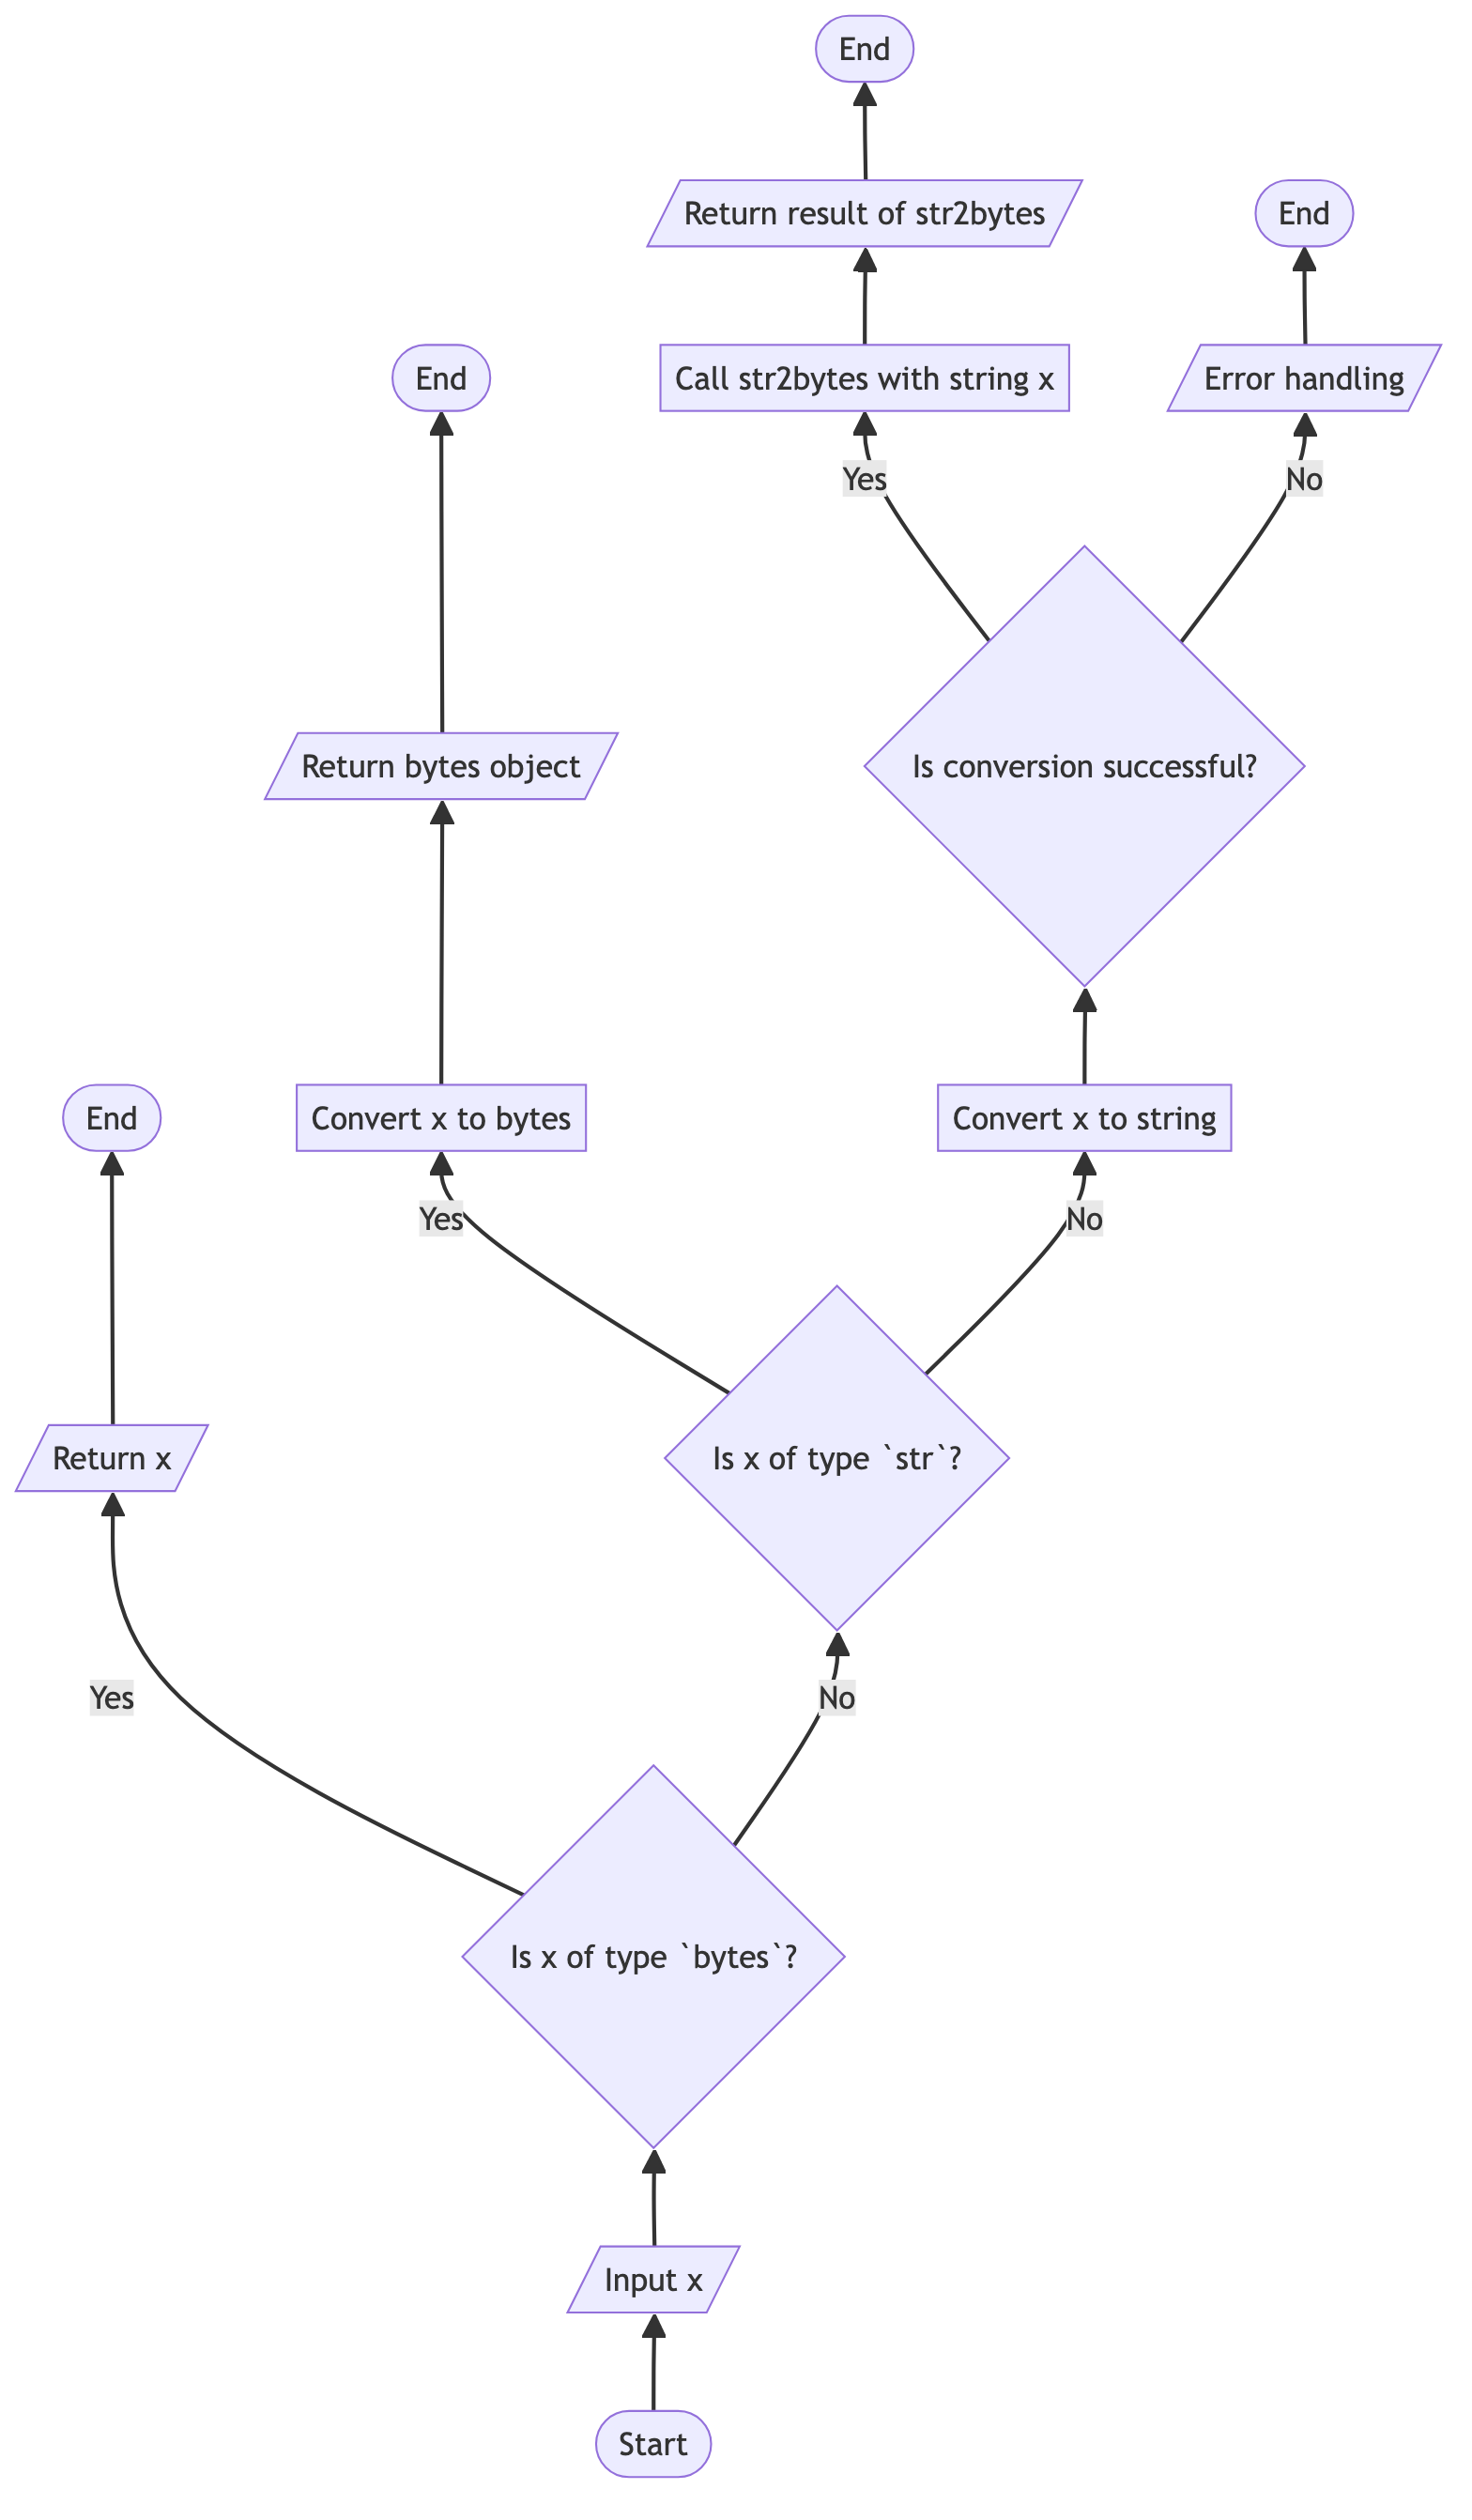 End
Return result of str2bytes
End
End
Call str2bytes with string x
Error handling
Yes
No
Return bytes object
Is conversion successful?
End
Convert x to bytes
Convert x to string
Yes
No
Return x
Is x of type `str`?
Yes
No
Is x of type `bytes`?
Input x
Start